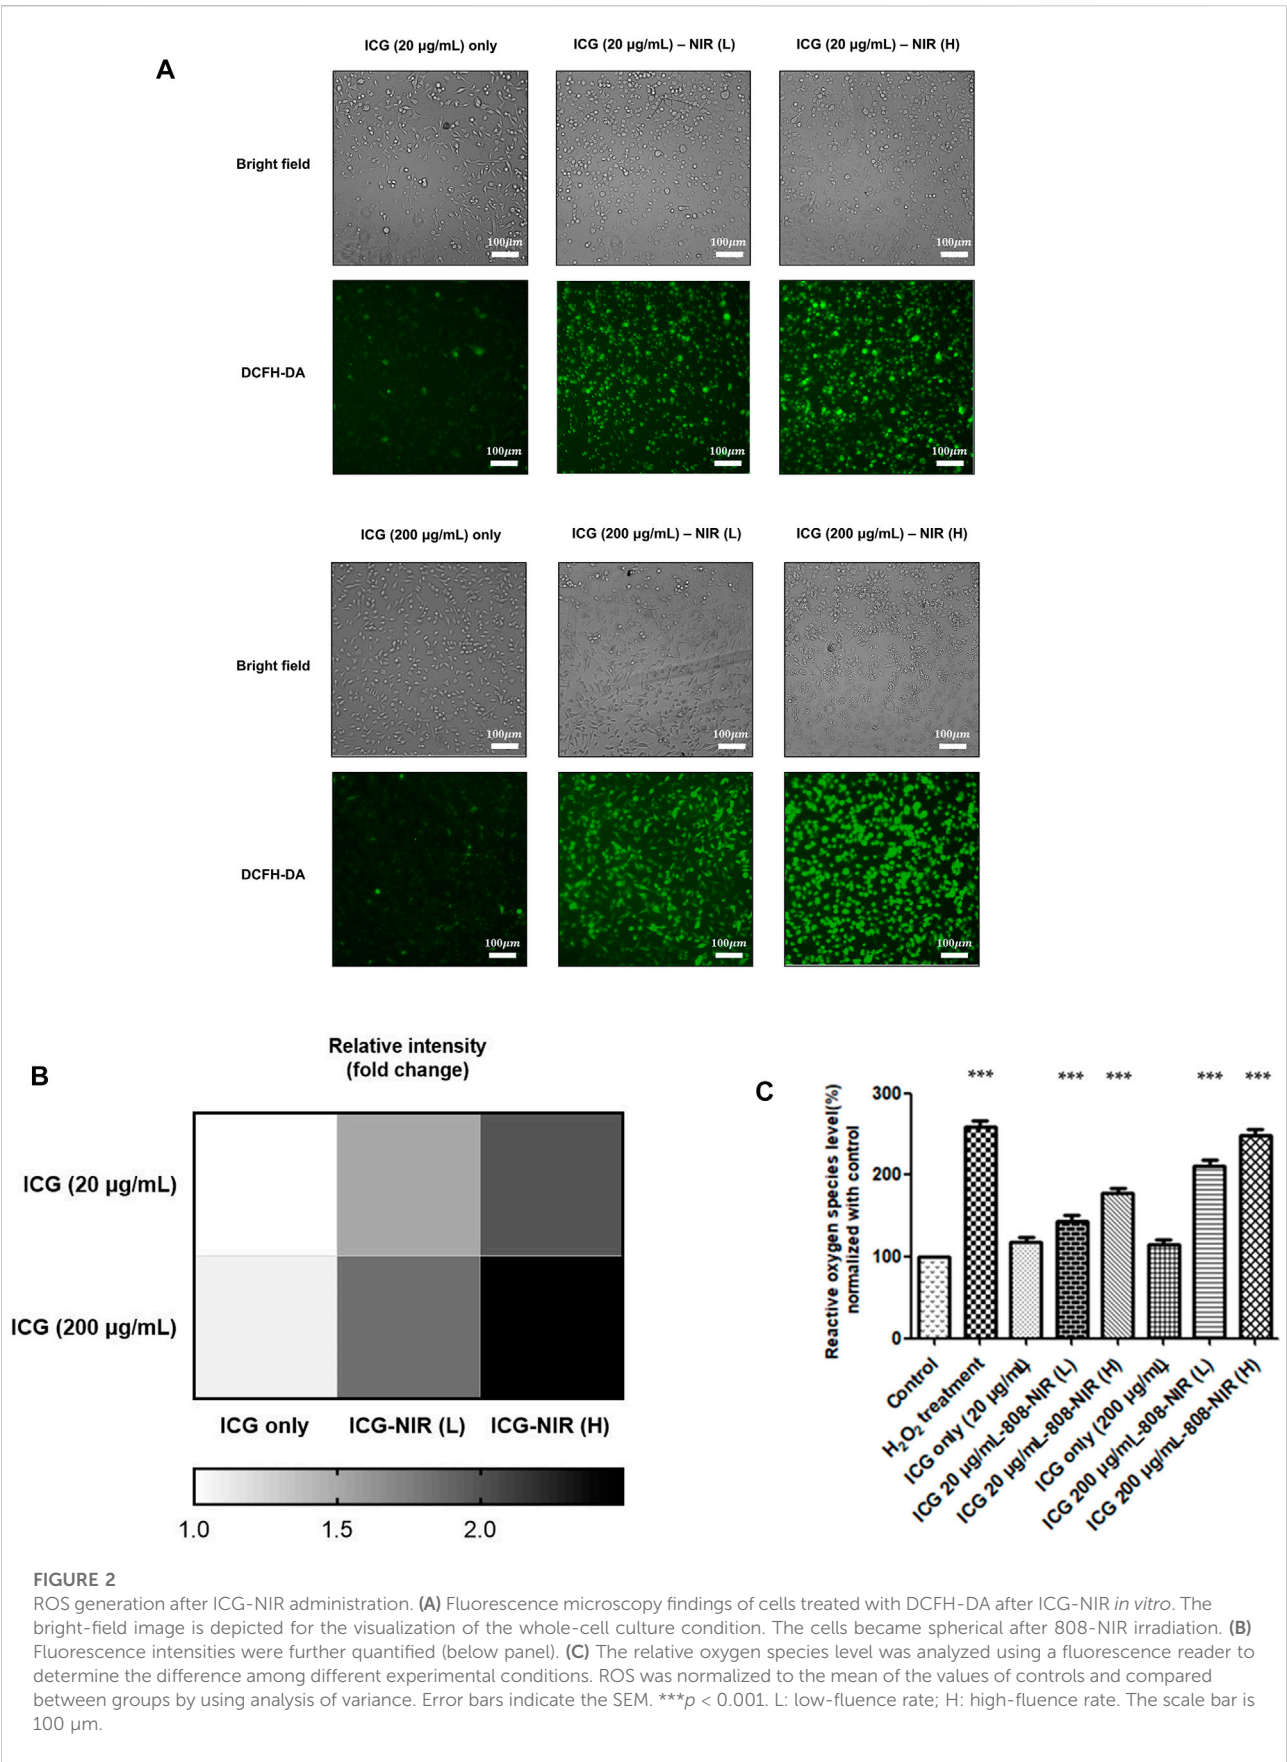 ICG (20 µg/mL) only
ICG (20 µg/mL) – NIR (L)
ICG (20 µg/mL) – NIR (H)
A
Bright field
100µm
100µm
100µm
DCFH-DA
100µm
100µm
100µm
ICG (200 µg/mL) only
ICG (200 µg/mL) – NIR (L)
ICG (200 µg/mL) – NIR (H)
Bright field
100µm
100µm
100µm
DCFH-DA
100µm
100µm
100µm
B
Relative intensity
(fold change)
ICG (20 µg/mL)
ICG (200 µg/mL)
ICG only
ICG-NIR (L)
ICG-NIR (H)
1.0
1.5
2.0
C
Reactive oxygen species level(%)
normalized with control
300
200
100
0
***
***
***
***
***
Control
H₂O₂ treatment
ICG only (20 µg/mL)
ICG 20 µg/mL-808-NIR (L)
ICG 20 µg/mL-808-NIR (H)
ICG only (200 µg/mL)
ICG 200 µg/mL-808-NIR (L)
ICG 200 µg/mL-808-NIR (H)
FIGURE 2
ROS generation after ICG-NIR administration. (A) Fluorescence microscopy findings of cells treated with DCFH-DA after ICG-NIR in vitro. The
bright-field image is depicted for the visualization of the whole-cell culture condition. The cells became spherical after 808-NIR irradiation. (B)
Fluorescence intensities were further quantified (below panel). (C) The relative oxygen species level was analyzed using a fluorescence reader to
determine the difference among different experimental conditions. ROS was normalized to the mean of the values of controls and compared
between groups by using analysis of variance. Error bars indicate the SEM. ***p < 0.001. L: low-fluence rate; H: high-fluence rate. The scale bar is
100 µm.